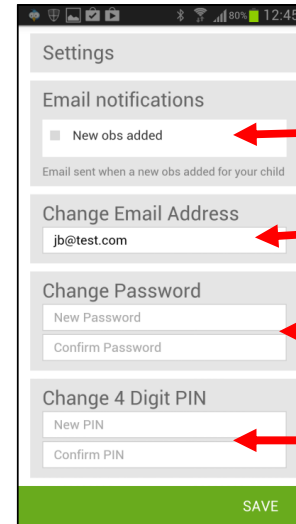 80% 12:45
Settings
Email notifications
New obs added
Email sent when a new obs added for your child
Change Email Address
jb@test.com
Change Password
New Password
Confirm Password
Change 4 Digit PIN
New PIN
Confirm PIN
SAVE